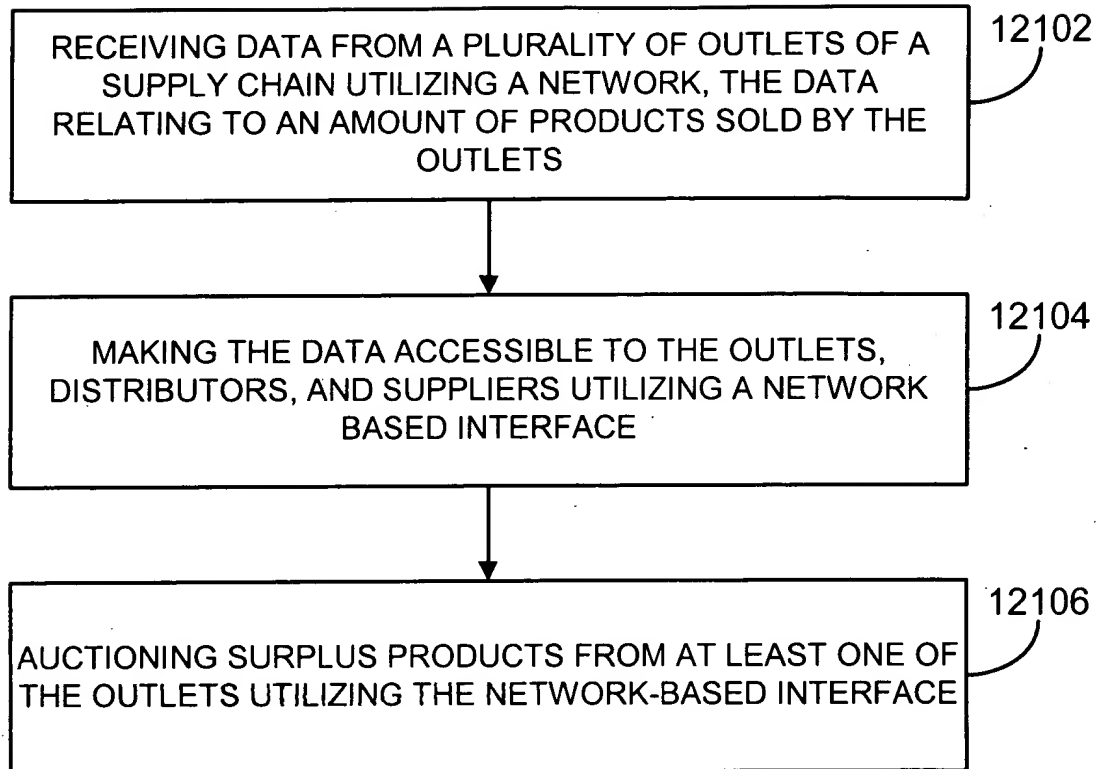 RECEIVING DATA FROM A PLURALITY OF OUTLETS OF A
SUPPLY CHAIN UTILIZING A NETWORK, THE DATA
RELATING TO AN AMOUNT OF PRODUCTS SOLD BY THE
OUTLETS
12102
MAKING THE DATA ACCESSIBLE TO THE OUTLETS,
DISTRIBUTORS, AND SUPPLIERS UTILIZING A NETWORK
BASED INTERFACE
12104
AUCTIONING SURPLUS PRODUCTS FROM AT LEAST ONE OF
THE OUTLETS UTILIZING THE NETWORK-BASED INTERFACE
12106